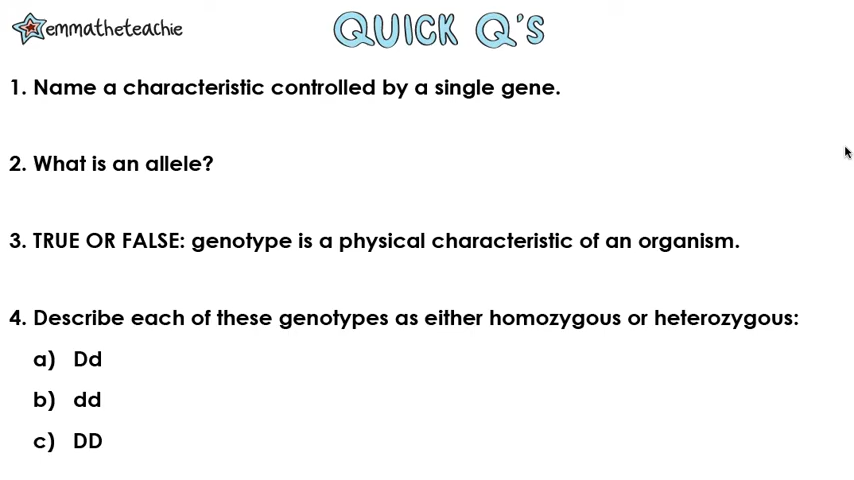 emmatheteachie
QUICK Q'S
1. Name a characteristic controlled by a single gene.
2. What is an allele?
3. TRUE OR FALSE: genotype is a physical characteristic of an organism.
4. Describe each of these genotypes as either homozygous or heterozygous:
a) Dd
b) dd
c) DD